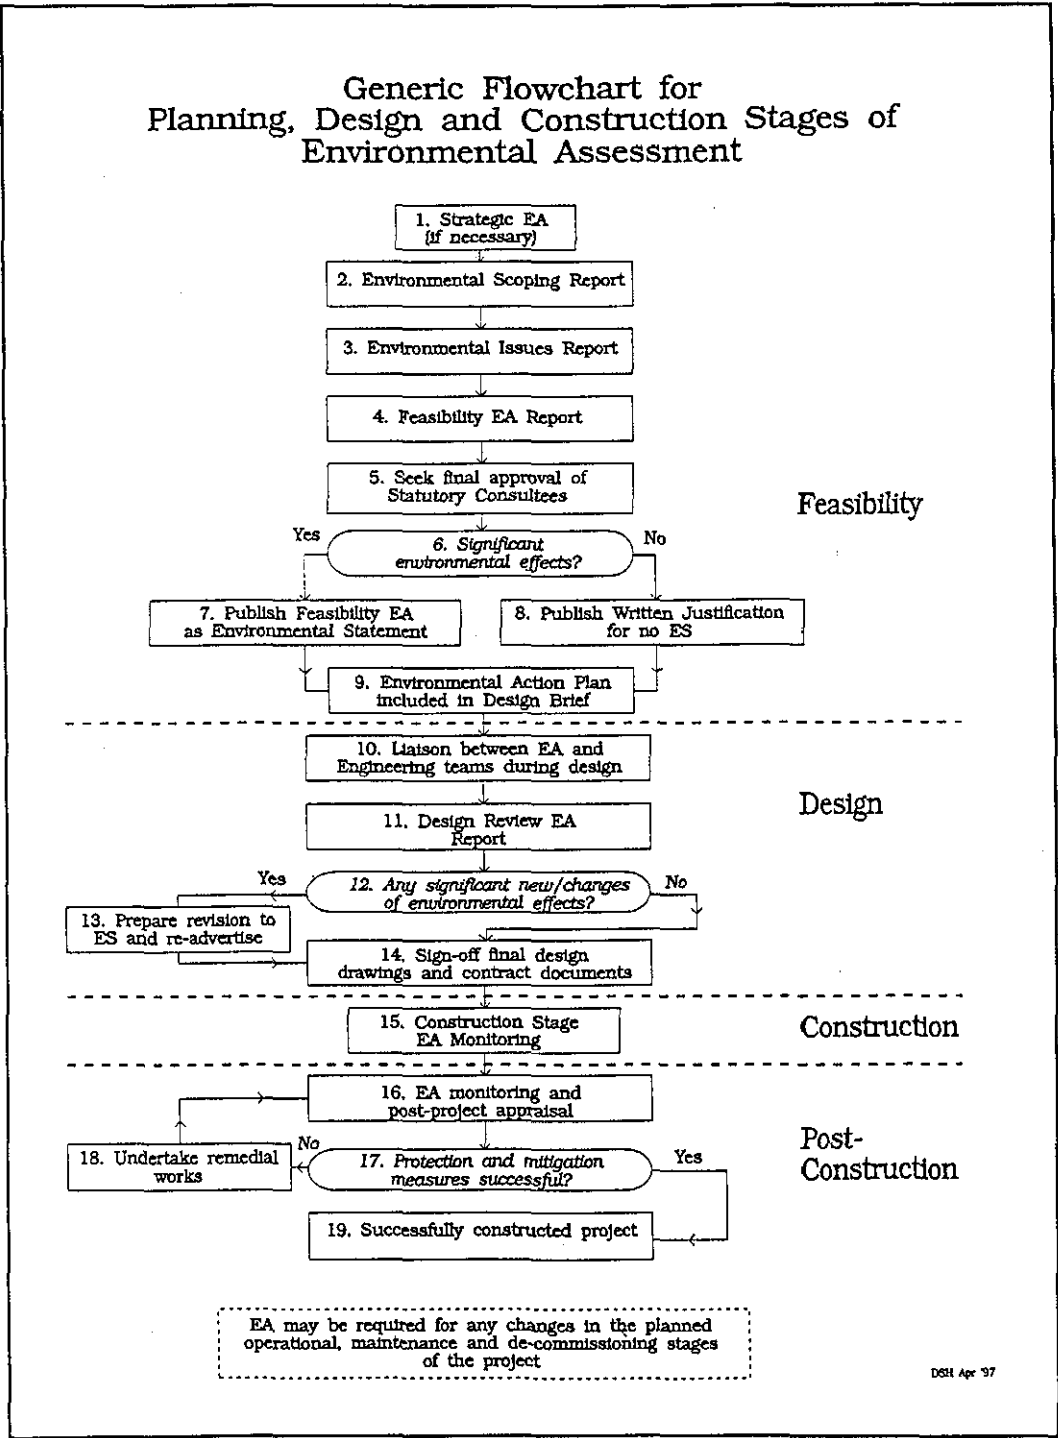 Generic Flowchart for
Planning, Design and Construction Stages of
Environmental Assessment
1. Strategic EA
(if necessary)
2. Environmental Scoping Report
3. Environmental Issues Report
4. Feasibility EA Report
5. Seek final approval of
Statutory Consultees
Feasibility
Yes
6. Significant
environmental effects?
No
7. Publish Feasibility EA
as Environmental Statement
8. Publish Written Justification
for no ES
9. Environmental Action Plan
included in Design Brief
10. Liaison between EA and
Engineering teams during design
Design
11. Design Review EA
Report
Yes
12. Any significant new/changes
of environmental effects?
No
13. Prepare revision to
ES and re-advertise
14. Sign-off final design
drawings and contract documents
15. Construction Stage
EA Monitoring
Construction
16. EA monitoring and
post-project appraisal
Post-
Construction
No
17. Protection and mitigation
measures successful?
Yes
18. Undertake remedial
works
19. Successfully constructed project
EA may be required for any changes in the planned
operational, maintenance and de-commissioning stages
of the project
DSH Apr '97